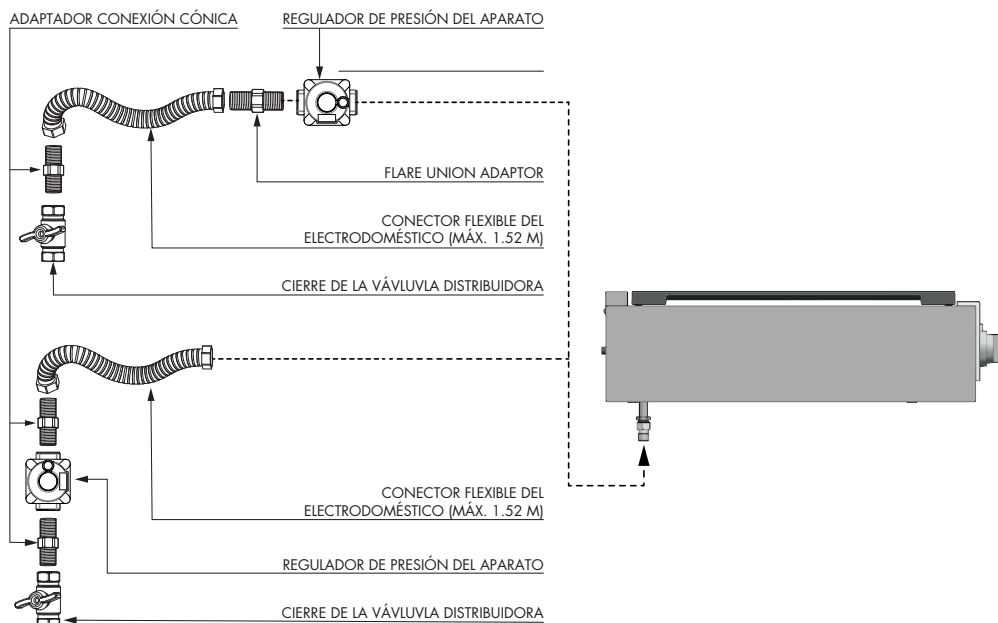 ADAPTADOR CONEXIÓN CÓNICA
REGULADOR DE PRESIÓN DEL APARATO
FLARE UNION ADAPTOR
CONECTOR FLEXIBLE DEL
ELECTRODOMÉSTICO (MÁX. 1.52 M)
CIERRE DE LA VÁVLUVLA DISTRIBUIDORA
CONECTOR FLEXIBLE DEL
ELECTRODOMÉSTICO (MÁX. 1.52 M)
REGULADOR DE PRESIÓN DEL APARATO
CIERRE DE LA VÁVLUVLA DISTRIBUIDORA